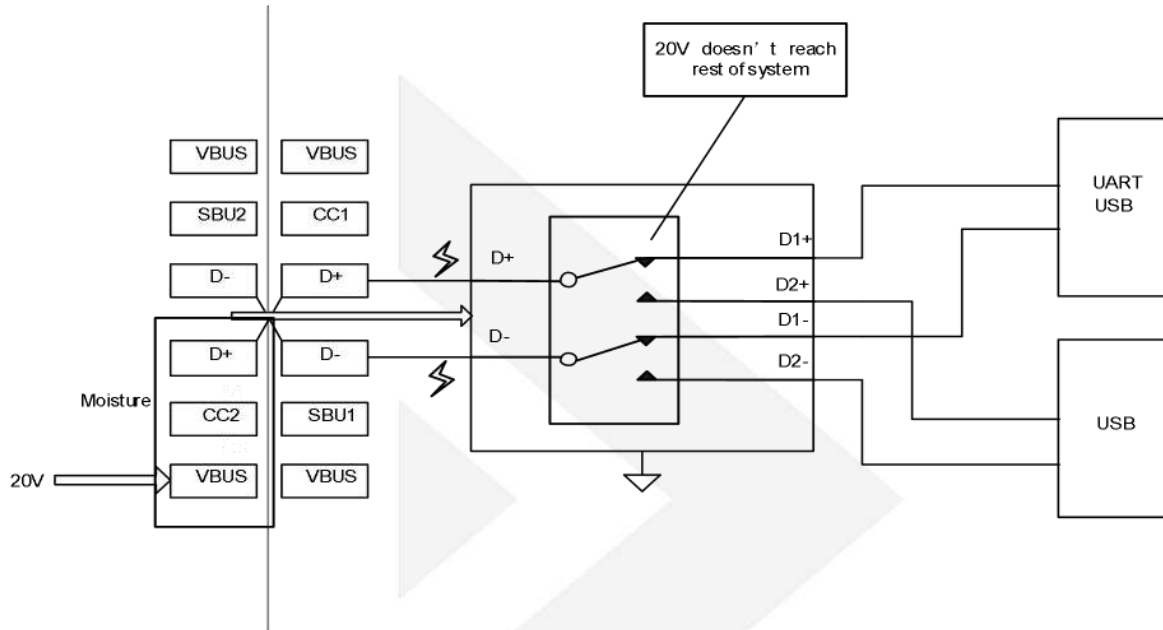 20V doesn' t reach
rest of system
VBUS
VBUS
SBU2
CC1
D-
D+
D+
D-
Moisture
CC2
SBU1
20V
VBUS
VBUS
D+
D-
D1+
D2+
D1-
D2-
UART
USB
USB